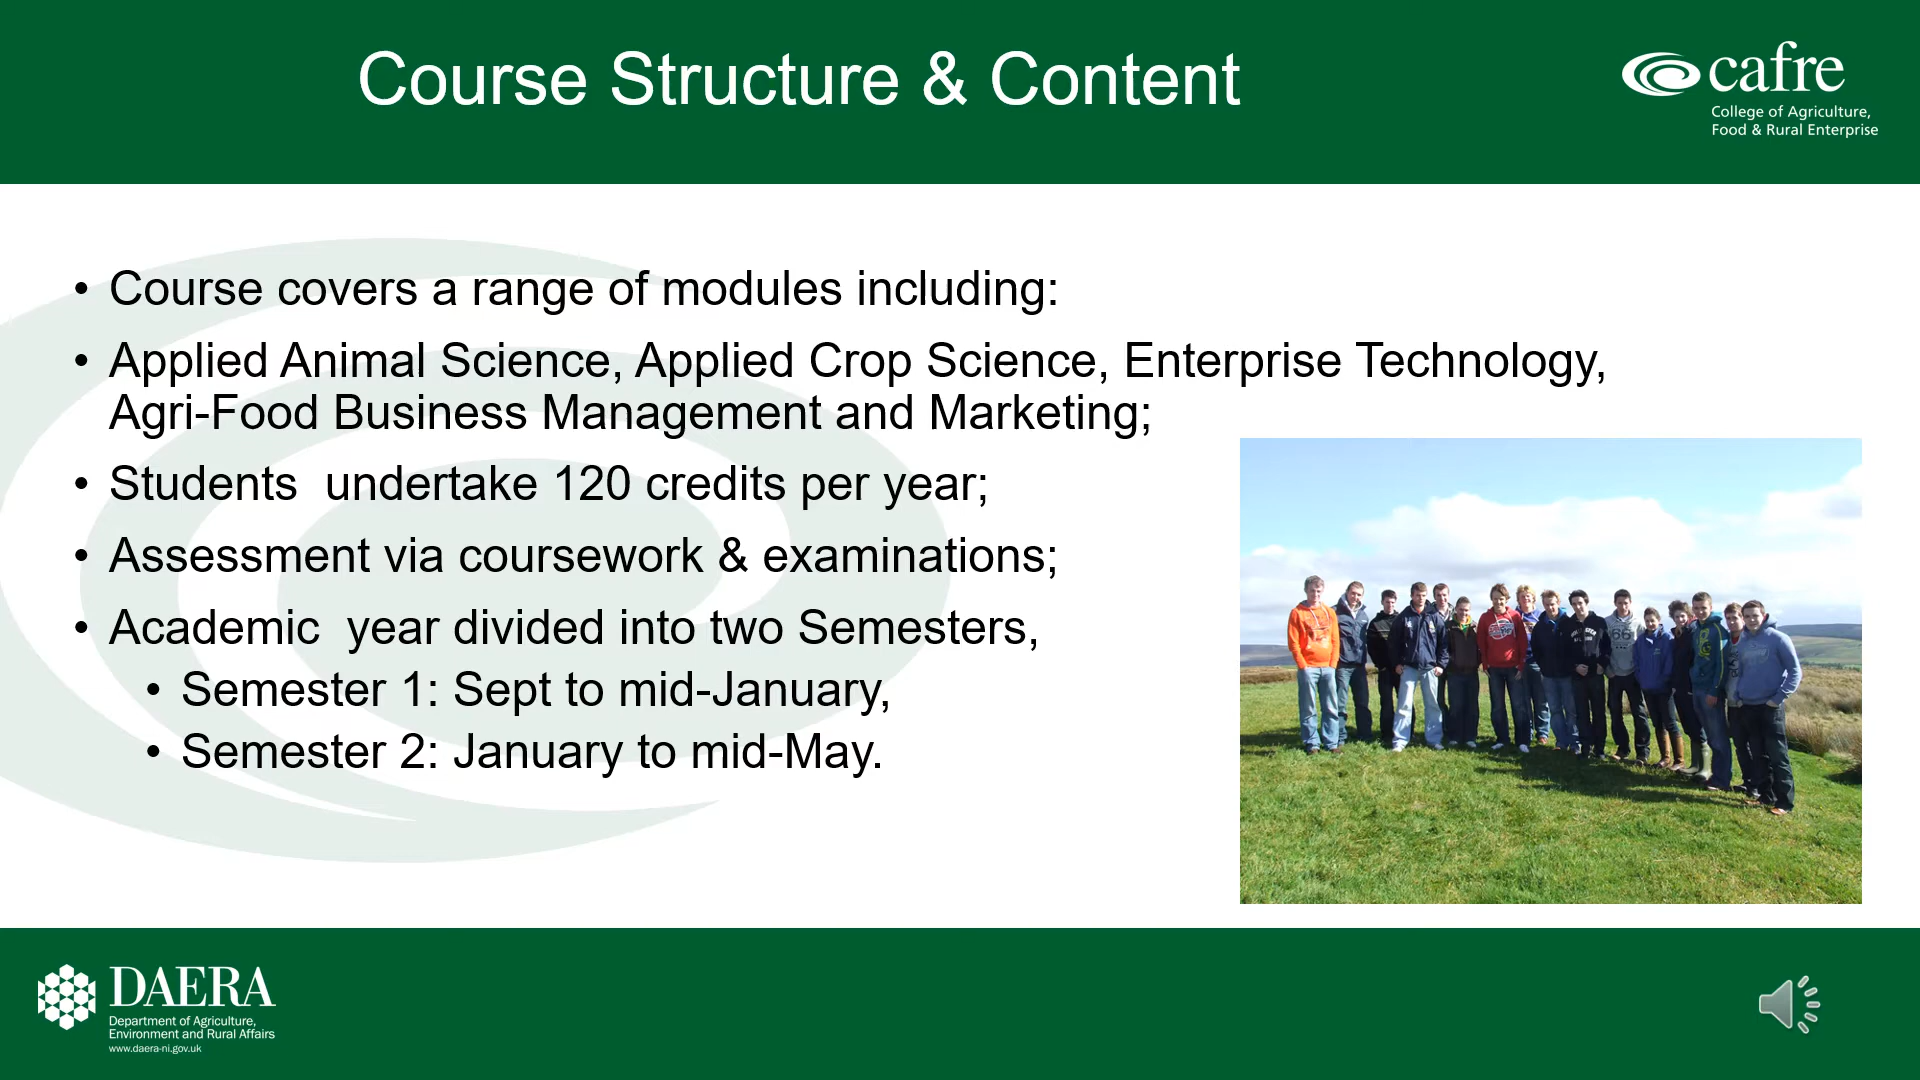 Course Structure & Content
cafre
College of Agriculture,
Food & Rural Enterprise
• Course covers a range of modules including:
• Applied Animal Science, Applied Crop Science, Enterprise Technology,
Agri-Food Business Management and Marketing;
• Students  undertake 120 credits per year;
• Assessment via coursework & examinations;
• Academic  year divided into two Semesters,
• Semester 1: Sept to mid-January,
• Semester 2: January to mid-May.
DAERA
Department of Agriculture,
Environment and Rural Affairs
www.daera-ni.gov.uk